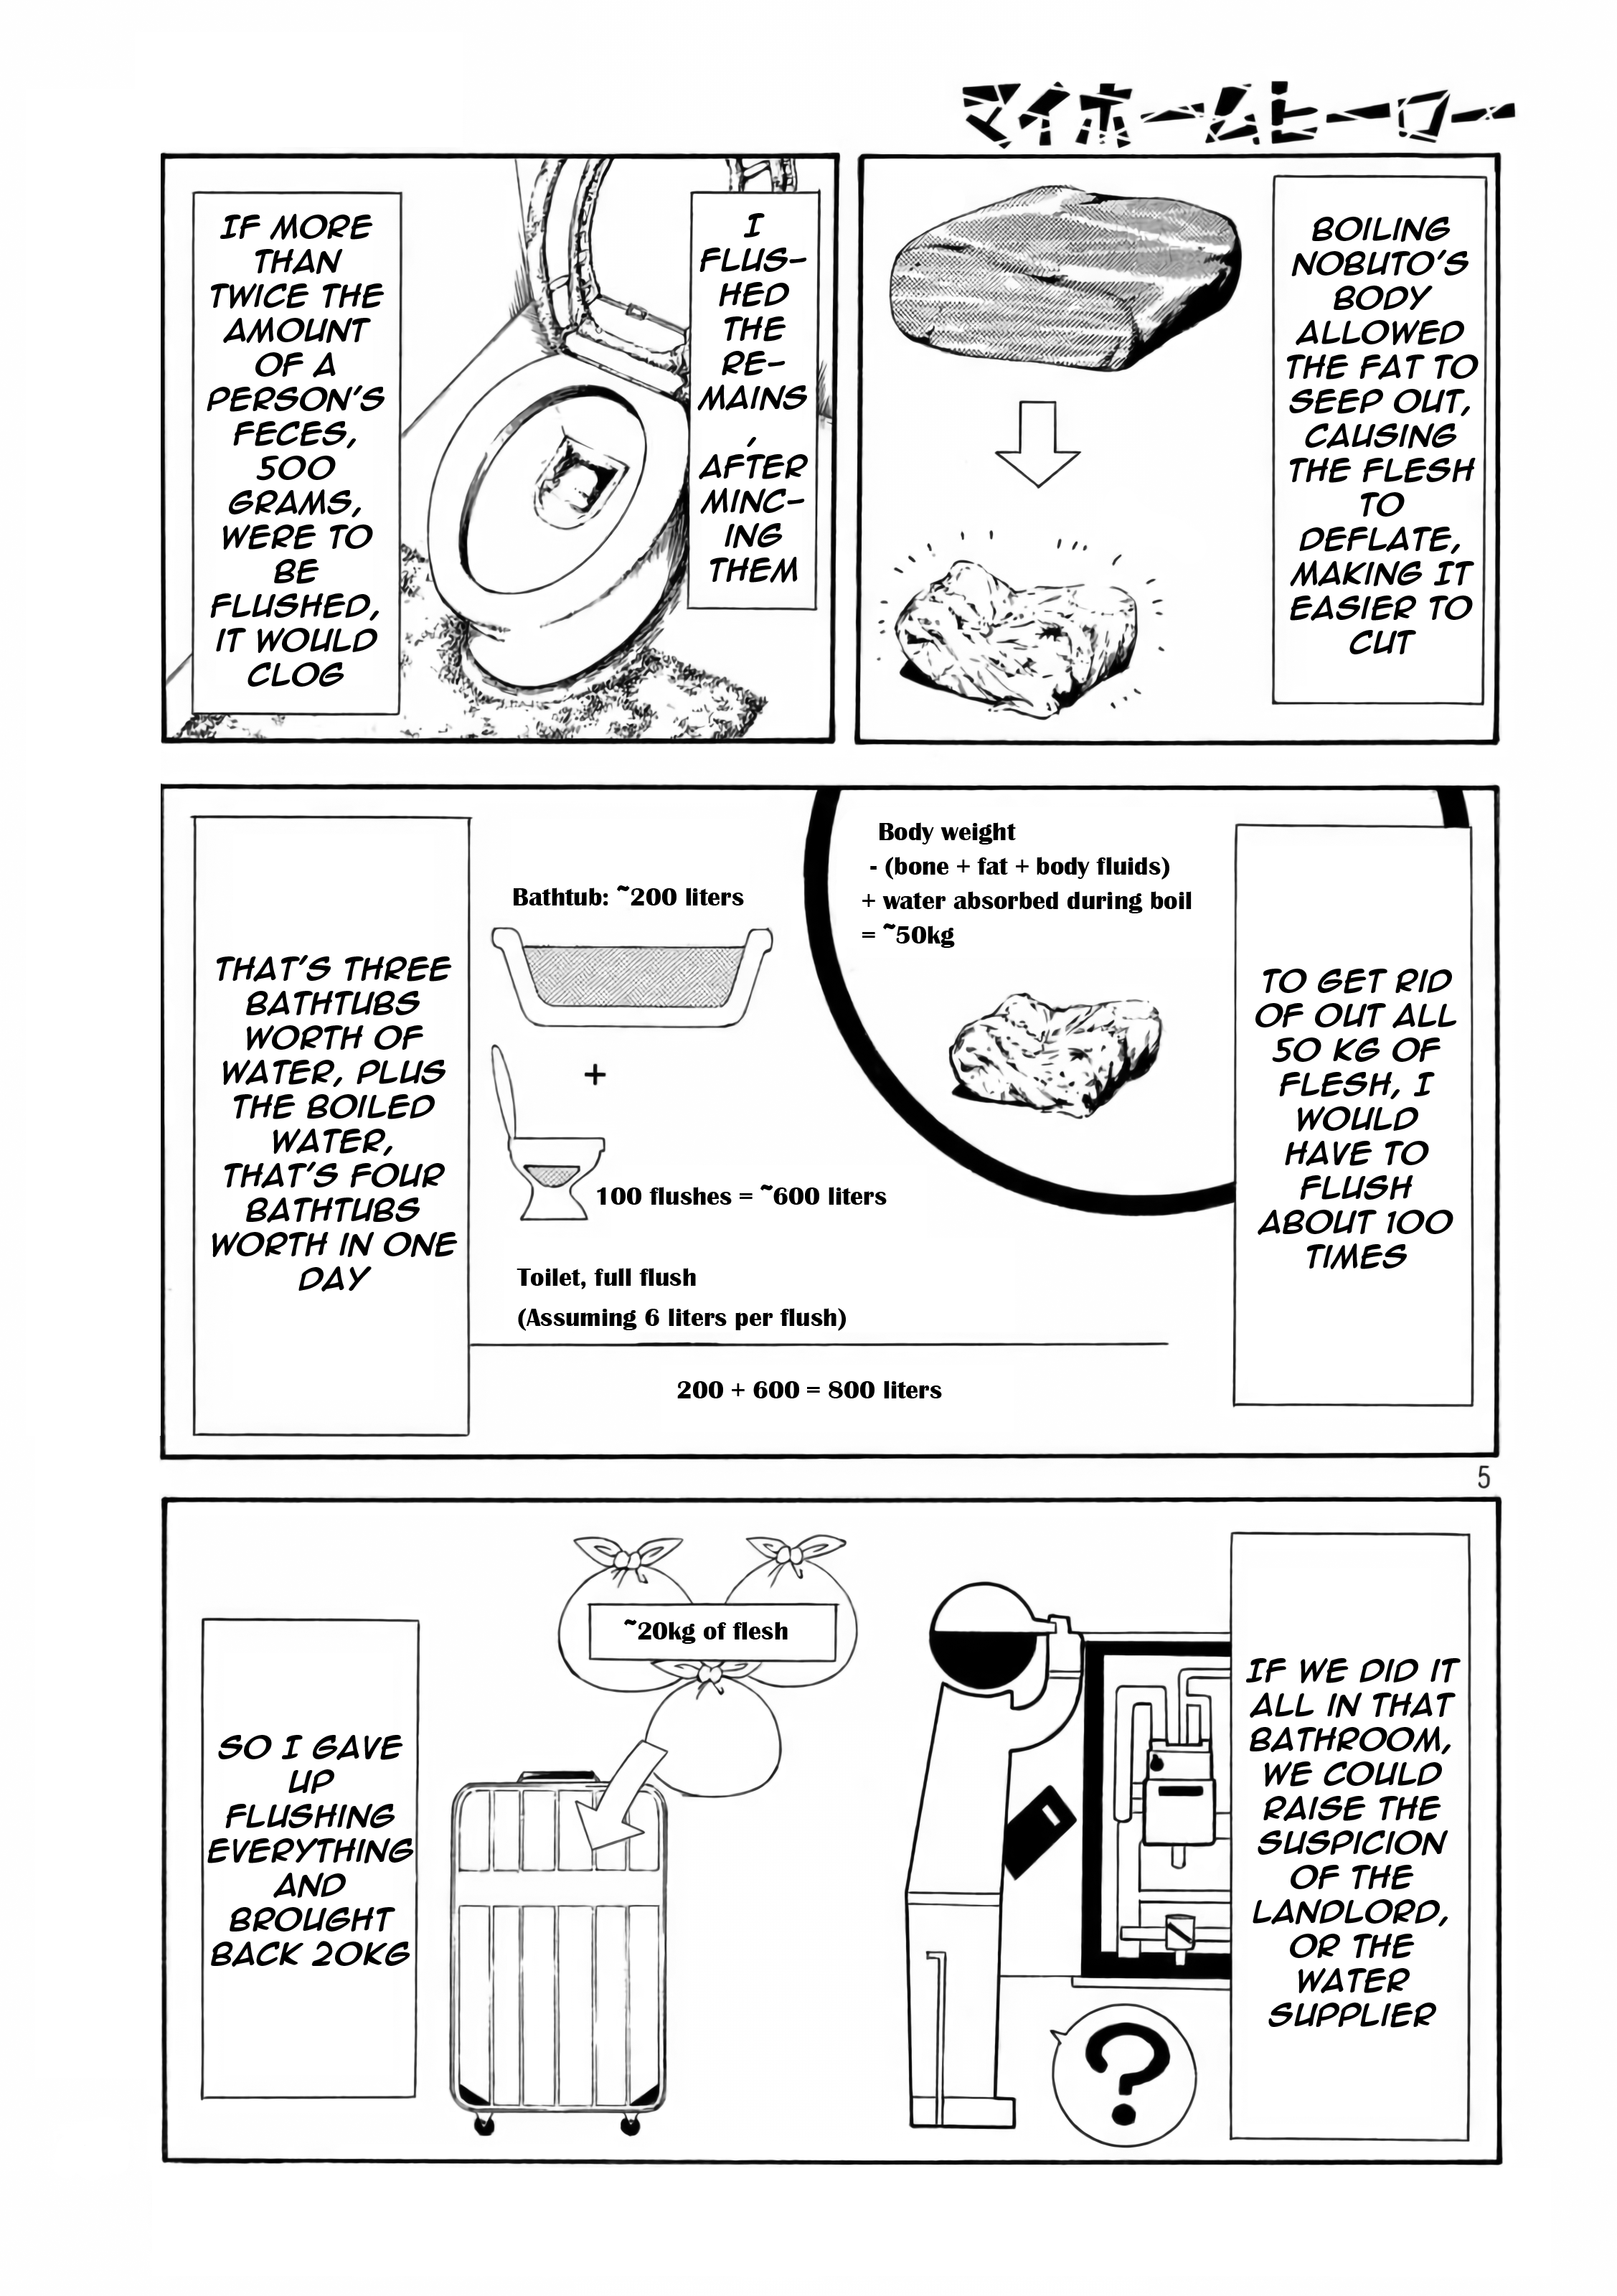 マイホームヒーロー
BOILING
NOBUTO'S
BODY
ALLOWED
THE FAT TO
SEEP OUT,
CAUSING
THE FLESH
TO
DEFLATE,
MAKING IT
EASIER TO
CUT
I
FLUS-
HED
THE
RE-
MAINS
,
AFTER
MINC-
ING
THEM
IF MORE
THAN
TWICE THE
AMOUNT
OF A
PERSON'S
FECES,
500
GRAMS,
WERE TO
BE
FLUSHED,
IT WOULD
CLOG
TO GET RID
OF OUT ALL
50 KG OF
FLESH, I
WOULD
HAVE TO
FLUSH
ABOUT 100
TIMES
Body weight
- (bone + fat + body fluids)
+ water absorbed during boil
= ~50kg
Bathtub: ~200 liters
+
100 flushes = ~600 liters
Toilet, full flush
(Assuming 6 liters per flush)
200 + 600 = 800 liters
THAT'S THREE
BATHTUBS
WORTH OF
WATER, PLUS
THE BOILED
WATER,
THAT'S FOUR
BATHTUBS
WORTH IN ONE
DAY
5
IF WE DID IT
ALL IN THAT
BATHROOM,
WE COULD
RAISE THE
SUSPICION
OF THE
LANDLORD,
OR THE
WATER
SUPPLIER
?
~20kg of flesh
SO I GAVE
UP
FLUSHING
EVERYTHING
AND
BROUGHT
BACK 20KG